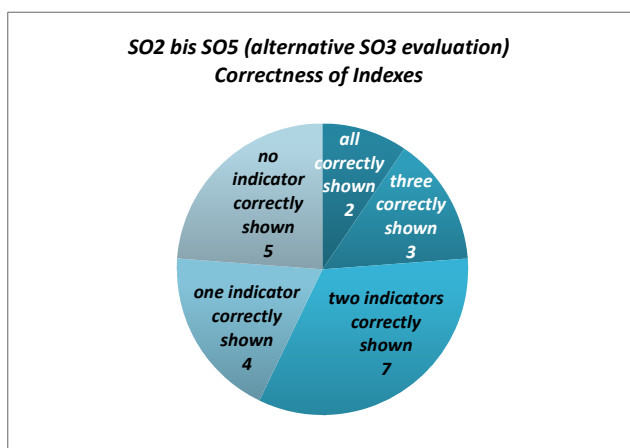 SO2 bis SO5 (alternative SO3 evaluation)
Correctness of Indexes
all
correctly
shown
2
three
correctly
shown
3
two indicators
correctly
shown
7
one indicator
correctly
shown
4
no
indicator
correctly
shown
5